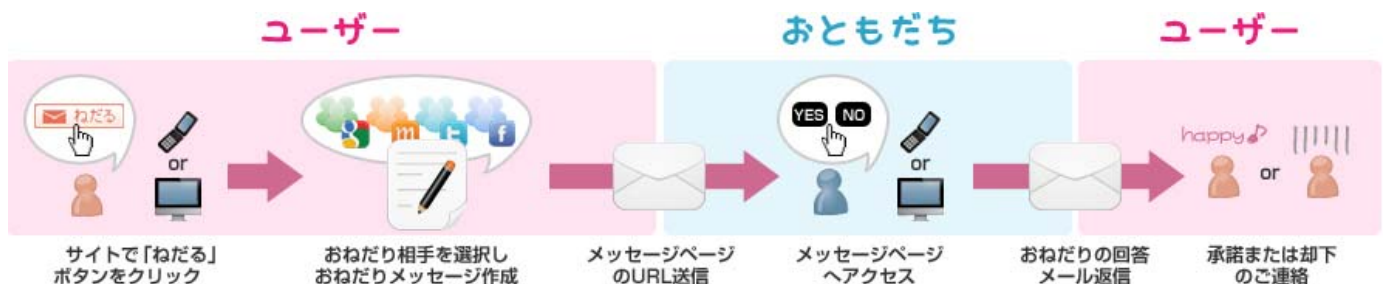 ユーザー
おともだち
ユーザー
ねだる
or
g
m
t
f
YES
NO
or
happy♪
or
サイトで「ねだる」
ボタンをクリック
おねだり相手を選択し
おねだりメッセージ作成
メッセージページ
のURL送信
メッセージページ
へアクセス
おねだりの回答
メール返信
承諾または却下
のご連絡